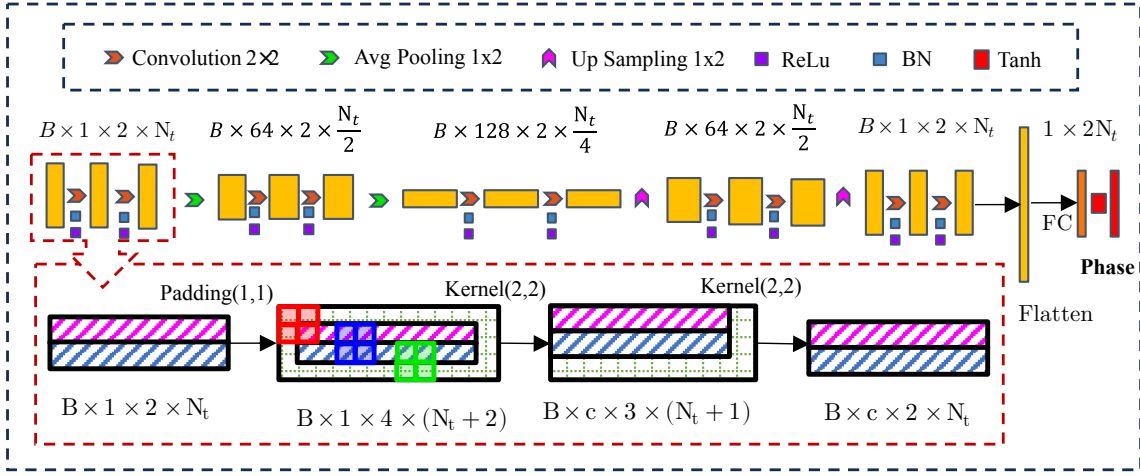 Convolution 2×2 Avg Pooling 1x2 Up Sampling 1x2 ReLu BN Tanh
B × 1 × 2 × N_t
B × 64 × 2 × N_t/2
B × 128 × 2 × N_t/4
B × 64 × 2 × N_t/2
B × 1 × 2 × N_t
1 × 2N_t
FC
Phase
Flatten
Padding(1,1)
Kernel(2,2)
Kernel(2,2)
B × 1 × 2 × N_t
B × 1 × 4 × (N_t + 2)
B × c × 3 × (N_t + 1)
B × c × 2 × N_t